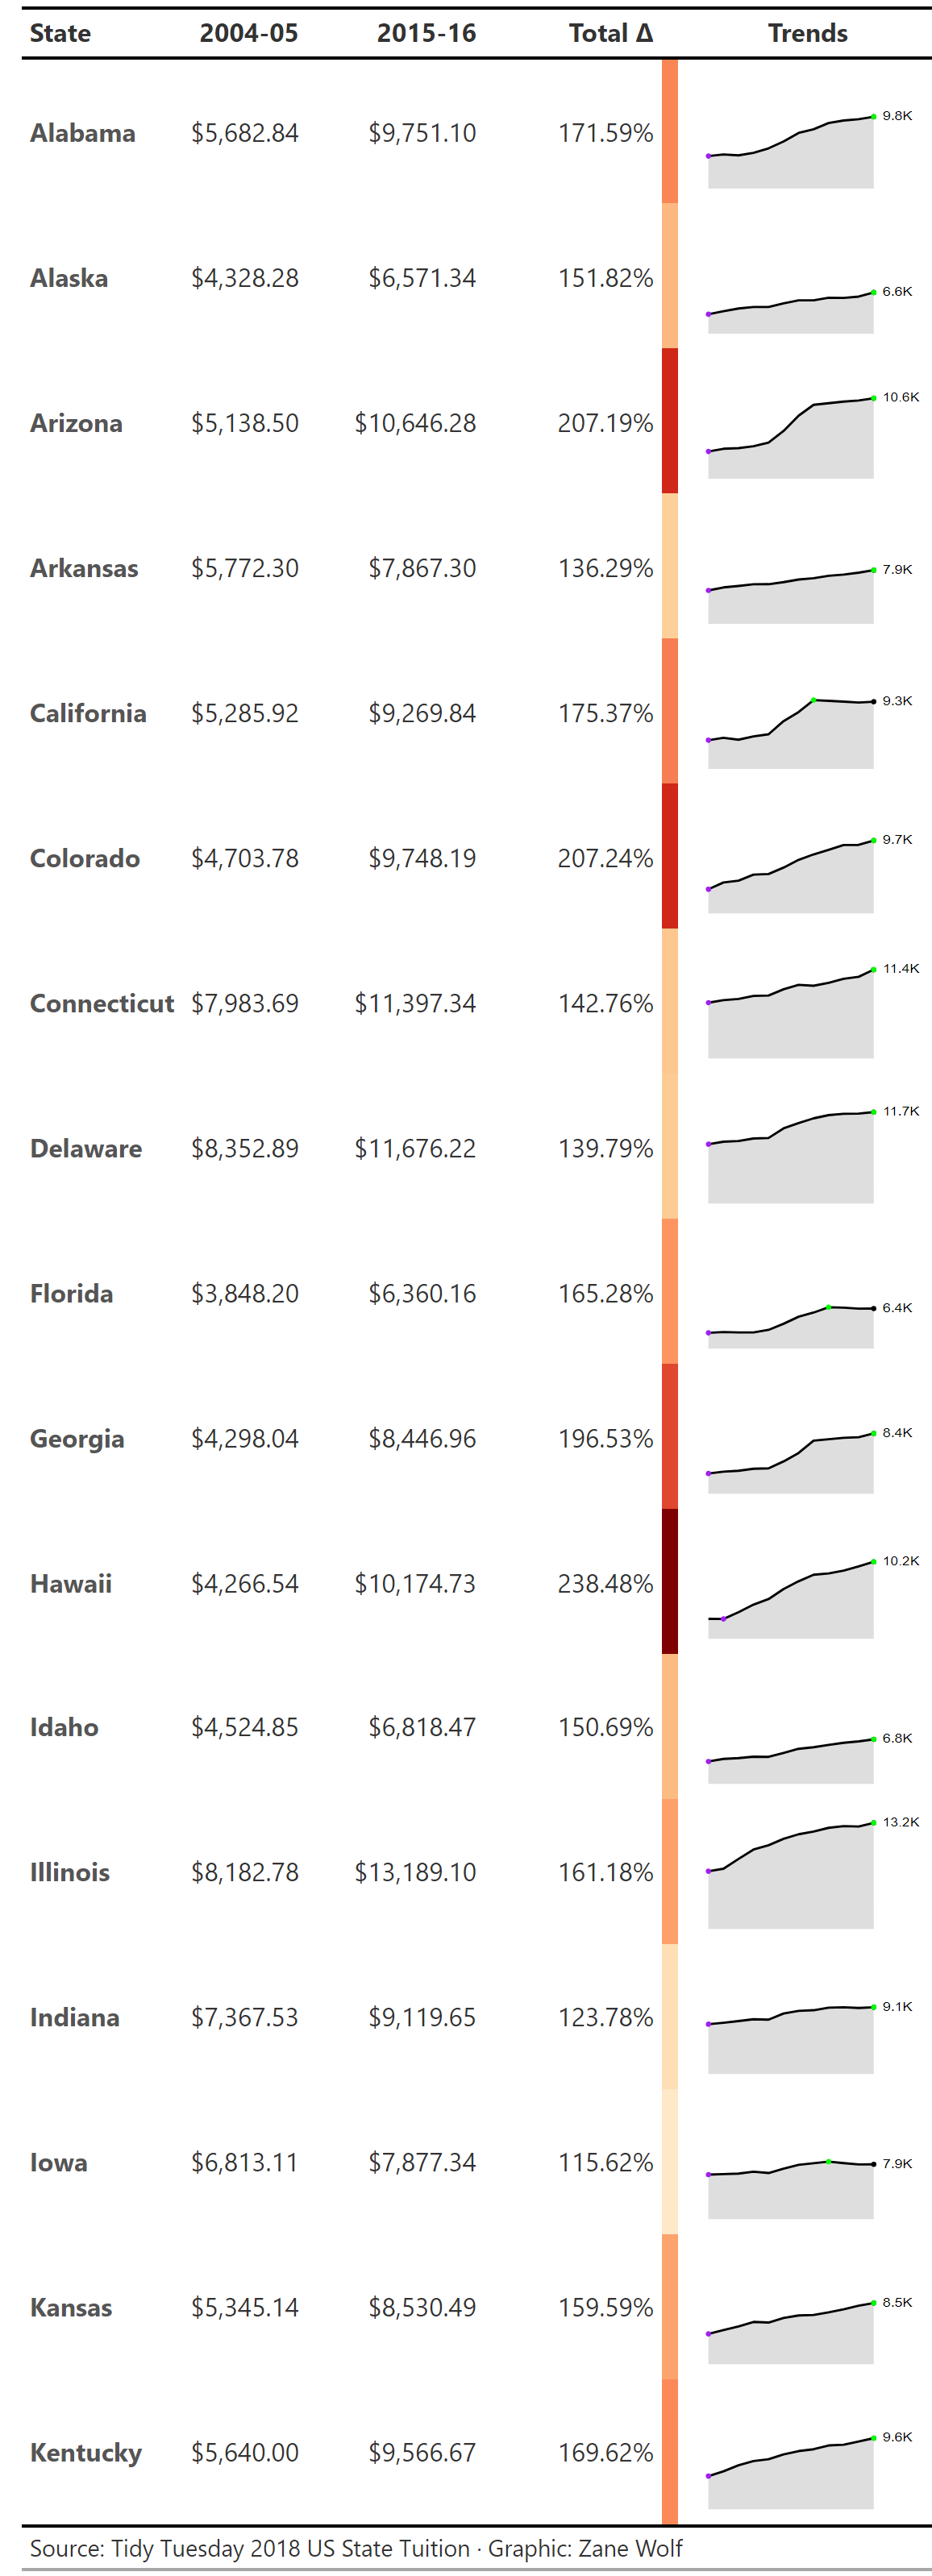 State 2004-05 2015-16 Total Δ Trends
Alabama $5,682.84 $9,751.10 171.59% 9.8K
Alaska $4,328.28 $6,571.34 151.82% 6.6K
Arizona $5,138.50 $10,646.28 207.19% 10.6K
Arkansas $5,772.30 $7,867.30 136.29% 7.9K
California $5,285.92 $9,269.84 175.37% 9.3K
Colorado $4,703.78 $9,748.19 207.24% 9.7K
Connecticut $7,983.69 $11,397.34 142.76% 11.4K
Delaware $8,352.89 $11,676.22 139.79% 11.7K
Florida $3,848.20 $6,360.16 165.28% 6.4K
Georgia $4,298.04 $8,446.96 196.53% 8.4K
Hawaii $4,266.54 $10,174.73 238.48% 10.2K
Idaho $4,524.85 $6,818.47 150.69% 6.8K
Illinois $8,182.78 $13,189.10 161.18% 13.2K
Indiana $7,367.53 $9,119.65 123.78% 9.1K
Iowa $6,813.11 $7,877.34 115.62% 7.9K
Kansas $5,345.14 $8,530.49 159.59% 8.5K
Kentucky $5,640.00 $9,566.67 169.62% 9.6K
Source: Tidy Tuesday 2018 US State Tuition · Graphic: Zane Wolf